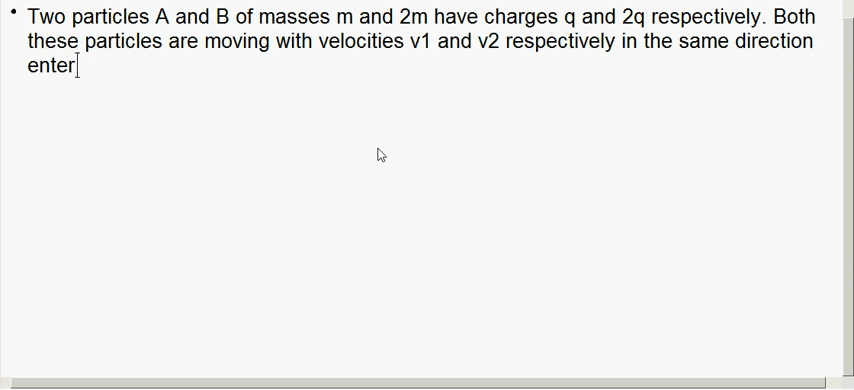 • Two particles A and B of masses m and 2m have charges q and 2q respectively. Both
these particles are moving with velocities v1 and v2 respectively in the same direction
enter